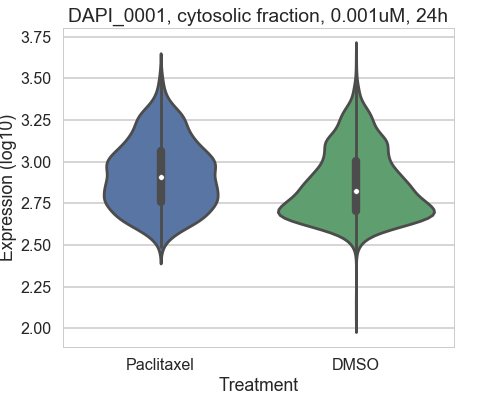 DAPI_0001, cytosolic fraction, 0.001uM, 24h
Expression (log10)
3.75
3.50
3.25
3.00
2.75
2.50
2.25
2.00
Paclitaxel DMSO
Treatment